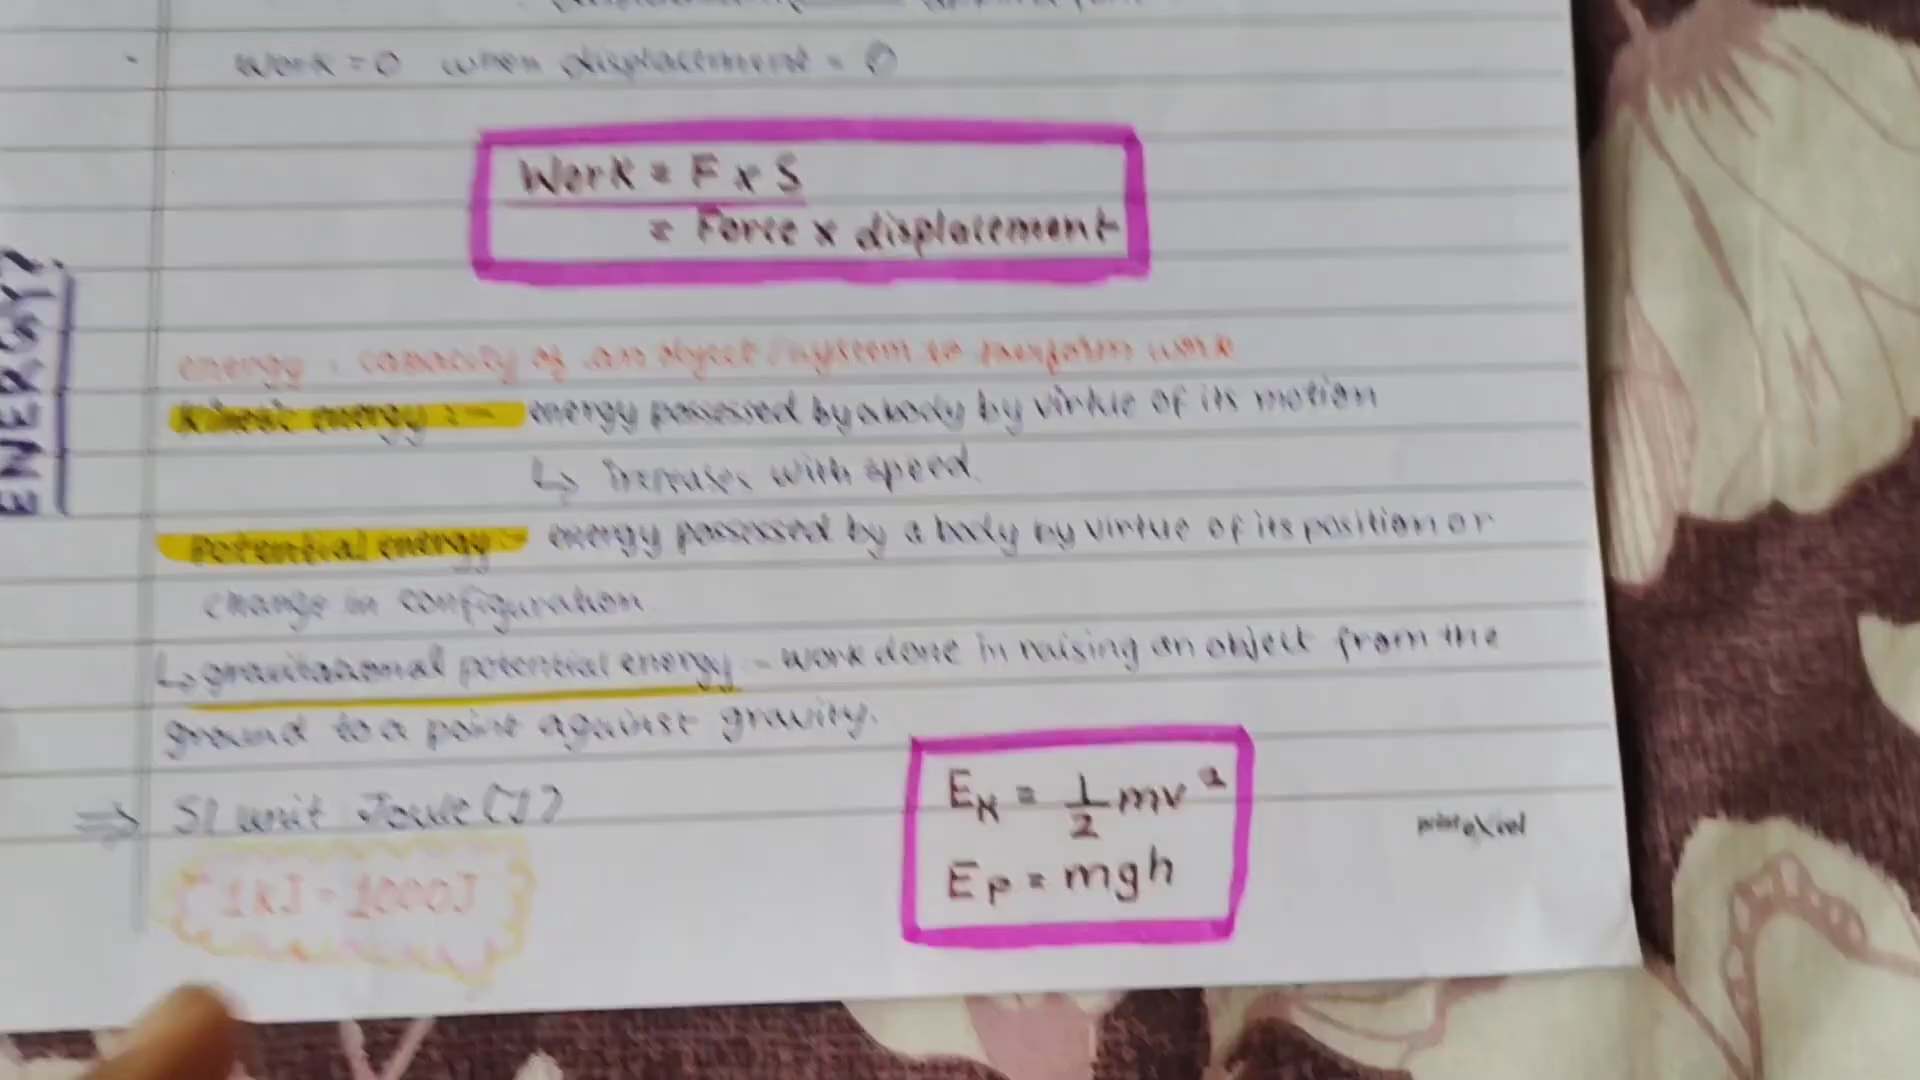 Work = 0 when displacement = 0
Work = F x S
= Force x displacement
ENERGY?
energy - capacity of an object/system to perform work
Kinetic energy :- energy possessed by a body by virtue of its motion
↳ Increases with speed.
Potential energy :- energy possessed by a body by virtue of its position or
change in configuration
↳ gravitational potential energy - work done in raising an object from the
ground to a point against gravity.
⇒ SI unit Joule (J)
1kJ = 1000J
EK = 1/2 mv²
Ep = mgh